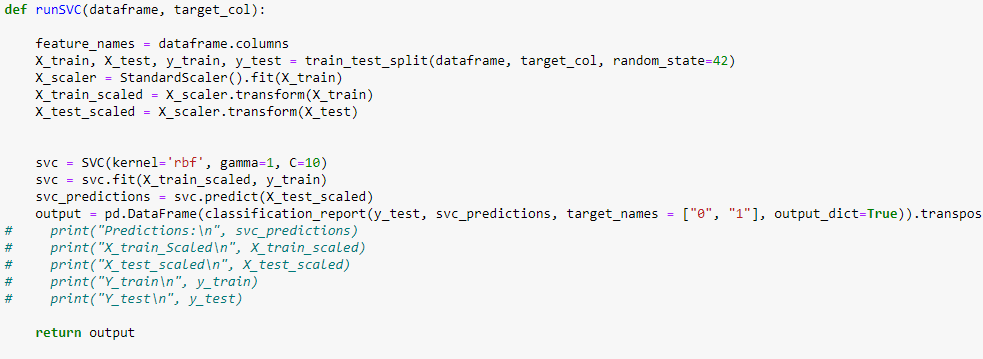 def runSVC(dataframe, target_col):
    feature_names = dataframe.columns
    X_train, X_test, y_train, y_test = train_test_split(dataframe, target_col, random_state=42)
    X_scaler = StandardScaler().fit(X_train)
    X_train_scaled = X_scaler.transform(X_train)
    X_test_scaled = X_scaler.transform(X_test)
    svc = SVC(kernel='rbf', gamma=1, C=10)
    svc = svc.fit(X_train_scaled, y_train)
    svc_predictions = svc.predict(X_test_scaled)
    output = pd.DataFrame(classification_report(y_test, svc_predictions, target_names = ["0", "1"], output_dict=True)).transpos
#     print("Predictions:\n", svc_predictions)
#     print("X_train_Scaled\n", X_train_scaled)
#     print("X_test_scaled\n", X_test_scaled)
#     print("Y_train\n", y_train)
#     print("Y_test\n", y_test)
    return output